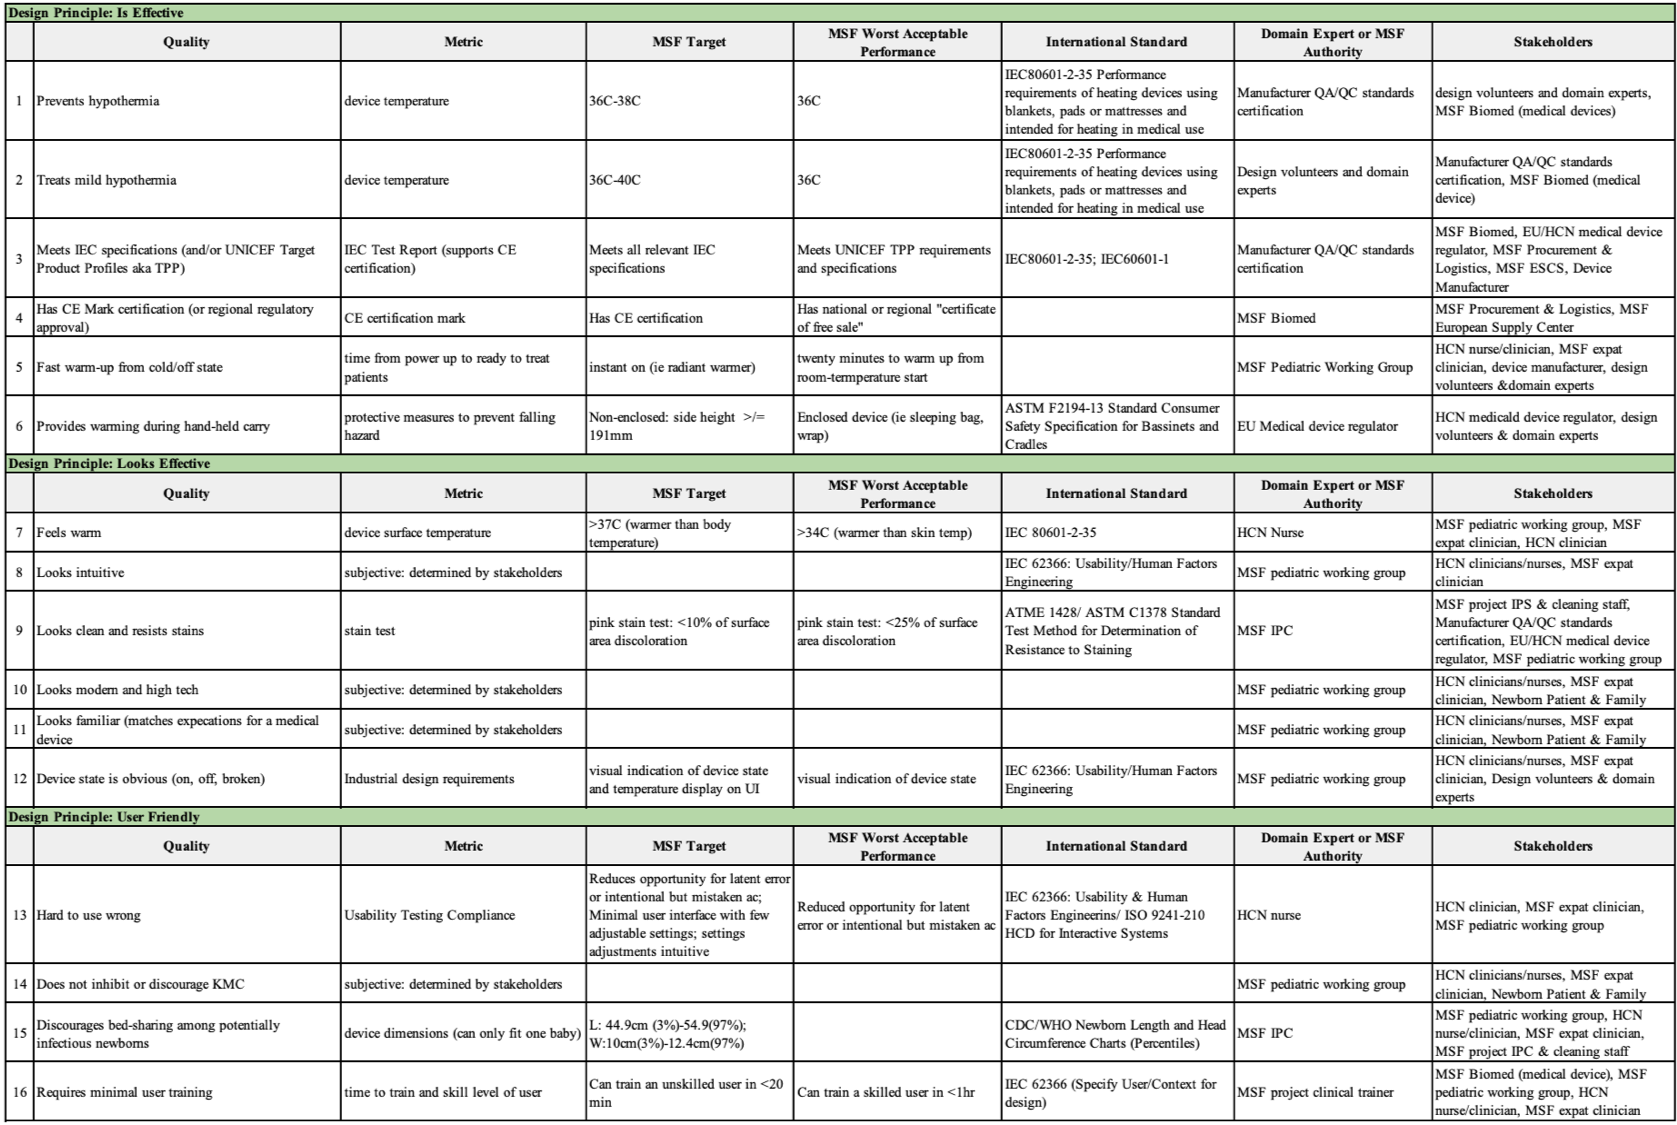 Design Principle: Is Effective
Quality
Metric
MSF Target
MSF Worst Acceptable
Performance
International Standard
Domain Expert or MSF
Authority
Stakeholders
1
Prevents hypothermia
device temperature
36C-38C
36C
IEC80601-2-35 Performance
requirements of heating devices using
blankets, pads or mattresses and
intended for heating in medical use
Manufacturer QA/QC standards
certification
design volunteers and domain experts,
MSF Biomed (medical devices)
2
Treats mild hypothermia
device temperature
36C-40C
36C
IEC80601-2-35 Performance
requirements of heating devices using
blankets, pads or mattresses and
intended for heating in medical use
Design volunteers and domain
experts
Manufacturer QA/QC standards
certification, MSF Biomed (medical
device)
3
Meets IEC specifications (and/or UNICEF Target
Product Profiles aka TPP)
IEC Test Report (supports CE
certification)
Meets all relevant IEC
specifications
Meets UNICEF TPP requirements
and specifications
IEC80601-2-35; IEC60601-1
Manufacturer QA/QC standards
certification
MSF Biomed, EU/HCN medical device
regulator, MSF Procurement &
Logistics, MSF ESCS, Device
Manufacturer
4
Has CE Mark certification (or regional regulatory
approval)
CE certification mark
Has CE certification
Has national or regional "certificate
of free sale"
MSF Biomed
MSF Procurement & Logistics, MSF
European Supply Center
5
Fast warm-up from cold/off state
time from power up to ready to treat
patients
instant on (ie radiant warmer)
twenty minutes to warm up from
room-termperature start
MSF Pediatric Working Group
HCN nurse/clinician, MSF expat
clinician, device manufacturer, design
volunteers &domain experts
6
Provides warming during hand-held carry
protective measures to prevent falling
hazard
Non-enclosed: side height >/=
191mm
Enclosed device (ie sleeping bag,
wrap)
ASTM F2194-13 Standard Consumer
Safety Specification for Bassinets and
Cradles
EU Medical device regulator
HCN medicald device regulator, design
volunteers & domain experts
Design Principle: Looks Effective
Quality
Metric
MSF Target
MSF Worst Acceptable
Performance
International Standard
Domain Expert or MSF
Authority
Stakeholders
7
Feels warm
device surface temperature
>37C (warmer than body
temperature)
>34C (warmer than skin temp)
IEC 80601-2-35
HCN Nurse
MSF pediatric working group, MSF
expat clinician, HCN clinician
8
Looks intuitive
subjective: determined by stakeholders
IEC 62366: Usability/Human Factors
Engineering
MSF pediatric working group
HCN clinicians/nurses, MSF expat
clinician
9
Looks clean and resists stains
stain test
pink stain test: <10% of surface
area discoloration
pink stain test: <25% of surface
area discoloration
ATME 1428/ ASTM C1378 Standard
Test Method for Determination of
Resistance to Staining
MSF IPC
MSF project IPS & cleaning staff,
Manufacturer QA/QC standards
certification, EU/HCN medical device
regulator, MSF pediatric working group
10
Looks modern and high tech
subjective: determined by stakeholders
MSF pediatric working group
HCN clinicians/nurses, MSF expat
clinician, Newborn Patient & Family
11
Looks familiar (matches expecations for a medical
device
subjective: determined by stakeholders
MSF pediatric working group
HCN clinicians/nurses, MSF expat
clinician, Newborn Patient & Family
12
Device state is obvious (on, off, broken)
Industrial design requirements
visual indication of device state
and temperature display on UI
visual indication of device state
IEC 62366: Usability/Human Factors
Engineering
MSF pediatric working group
HCN clinicians/nurses, MSF expat
clinician, Design volunteers & domain
experts
Design Principle: User Friendly
Quality
Metric
MSF Target
MSF Worst Acceptable
Performance
International Standard
Domain Expert or MSF
Authority
Stakeholders
13
Hard to use wrong
Usability Testing Compliance
Reduces opportunity for latent error
or intentional but mistaken ac;
Minimal user interface with few
adjustable settings; settings
adjustments intuitive
Reduced opportunity for latent
error or intentional but mistaken ac
IEC 62366: Usability & Human
Factors Engineerins/ ISO 9241-210
HCD for Interactive Systems
HCN nurse
HCN clinician, MSF expat clinician,
MSF pediatric working group
14
Does not inhibit or discourage KMC
subjective: determined by stakeholders
MSF pediatric working group
HCN clinicians/nurses, MSF expat
clinician, Newborn Patient & Family
15
Discourages bed-sharing among potentially
infectious newborns
device dimensions (can only fit one baby)
L: 44.9cm (3%)-54.9(97%);
W:10cm(3%)-12.4cm(97%)
CDC/WHO Newborn Length and Head
Circumference Charts (Percentiles)
MSF IPC
MSF pediatric working group, HCN
nurse/clinician, MSF expat clinician,
MSF project IPC & cleaning staff
16
Requires minimal user training
time to train and skill level of user
Can train an unskilled user in <20
min
Can train a skilled user in <1hr
IEC 62366 (Specify User/Context for
design)
MSF project clinical trainer
MSF Biomed (medical device), MSF
pediatric working group, HCN
nurse/clinician, MSF expat clinician